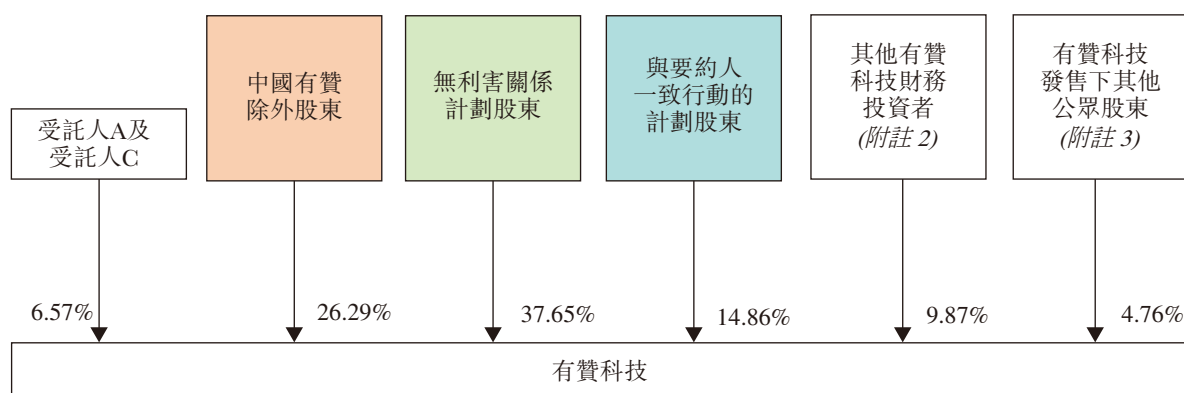 受託人A及
受託人C
中國有贊
除外股東
無利害關係
計劃股東
與要約人
一致行動的
計劃股東
其他有贊
科技財務
投資者
(附註 2)
有贊科技
發售下其他
公眾股東
(附註 3)
6.57%
26.29%
37.65%
14.86%
9.87%
4.76%
有贊科技